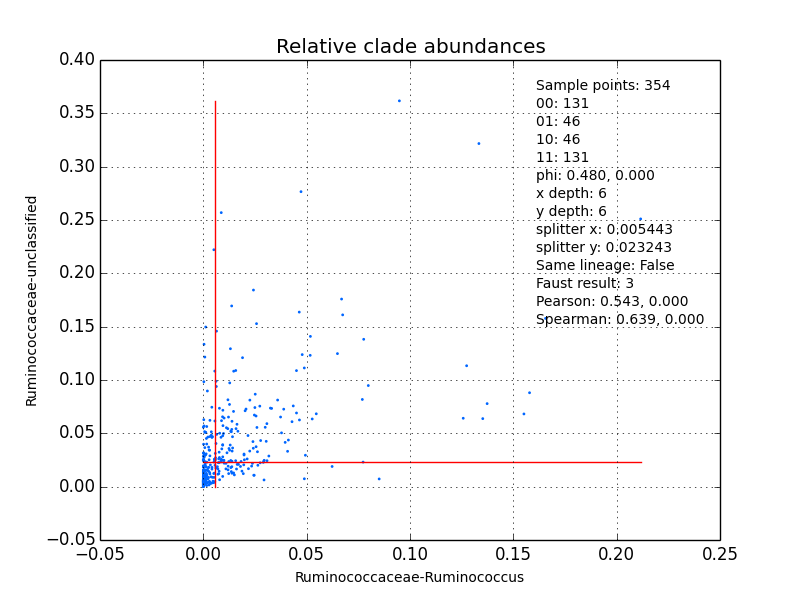 Relative clade abundances
0.40
0.35
0.30
0.25
0.20
0.15
0.10
0.05
0.00
−0.05
Ruminococcaceae-unclassified
Sample points: 354
00: 131
01: 46
10: 46
11: 131
phi: 0.480, 0.000
x depth: 6
y depth: 6
splitter x: 0.005443
splitter y: 0.023243
Same lineage: False
Faust result: 3
Pearson: 0.543, 0.000
Spearman: 0.639, 0.000
−0.05 0.00 0.05 0.10 0.15 0.20 0.25
Ruminococcaceae-Ruminococcus